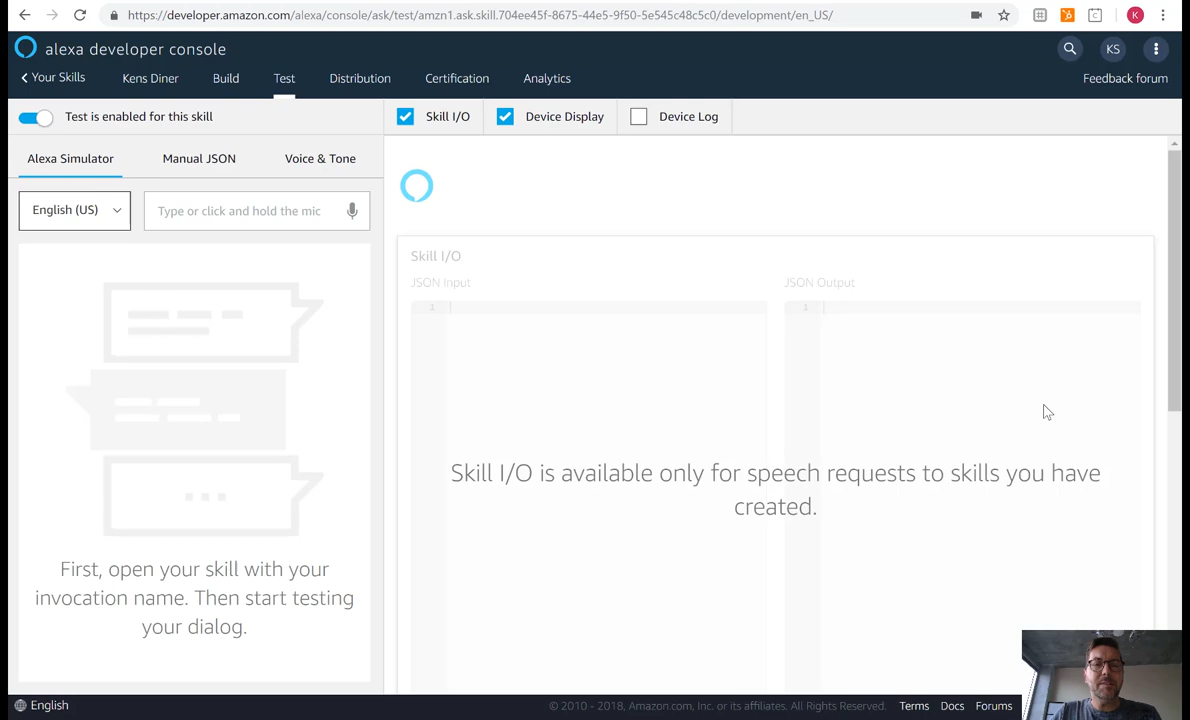 https://developer.amazon.com/alexa/console/ask/test/amzn1.ask.skill.704ee45f-8675-44e5-9f50-5e545c48c5c0/development/en_US/
K
alexa developer console
KS
Your Skills
Kens Diner
Build
Test
Distribution
Certification
Analytics
Feedback forum
Test is enabled for this skill
Skill I/O
Device Display
Device Log
Alexa Simulator
Manual JSON
Voice & Tone
English (US)
Type or click and hold the mic
Skill I/O
JSON Input
JSON Output
1
1
Skill I/O is available only for speech requests to skills you have
created.
First, open your skill with your
invocation name. Then start testing
your dialog.
English
© 2010 - 2018, Amazon.com, Inc. or its affiliates. All Rights Reserved.
Terms
Docs
Forums